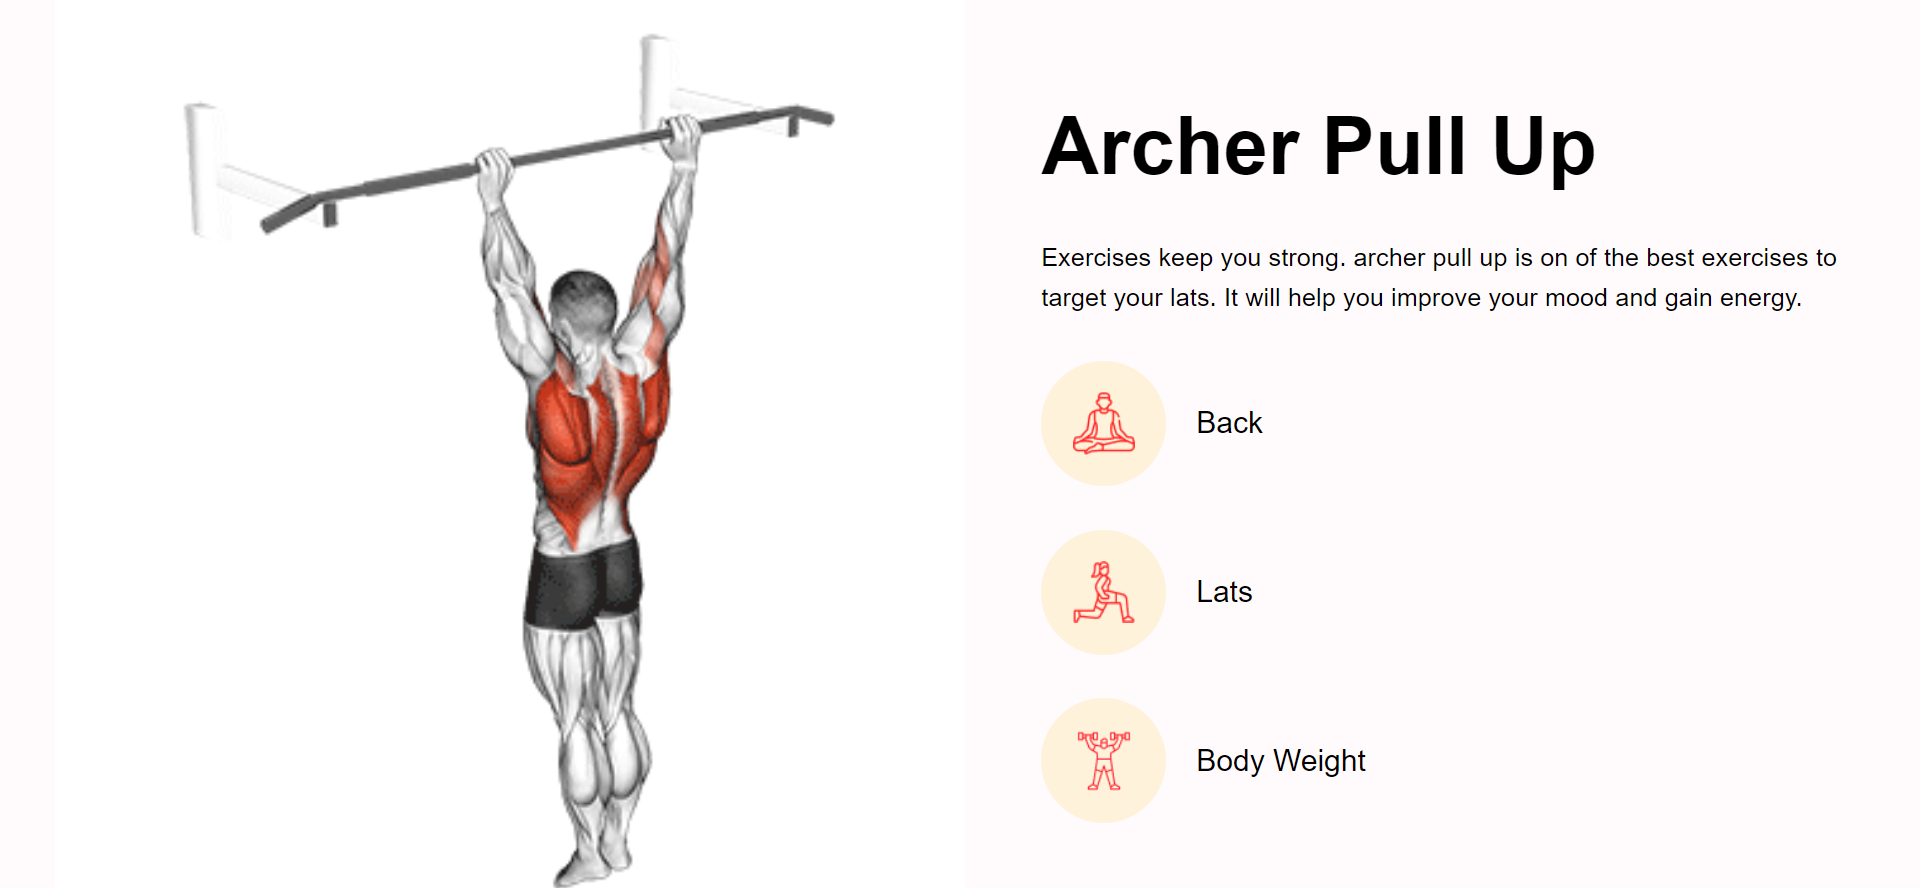 Archer Pull Up
Exercises keep you strong. archer pull up is on of the best exercises to
target your lats. It will help you improve your mood and gain energy.
Back
Lats
Body Weight